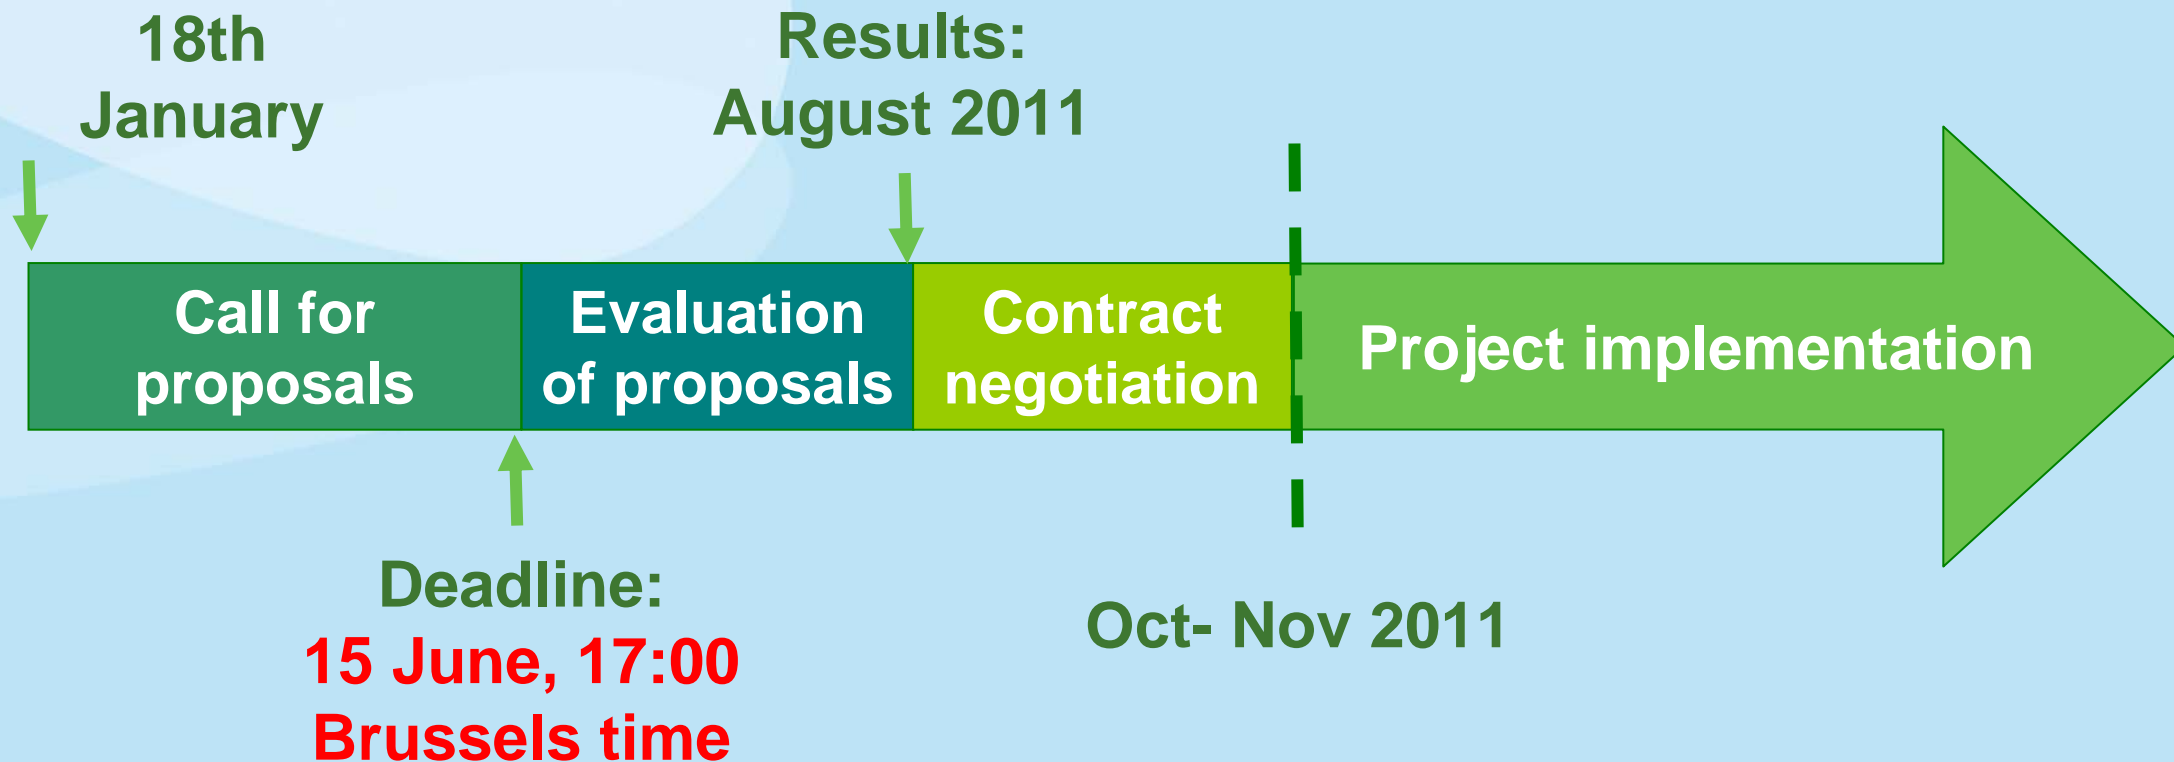 18th
January
Results:
August 2011
Call for
proposals
Evaluation
of proposals
Contract
negotiation
Project implementation
Deadline:
15 June, 17:00
Brussels time
Oct- Nov 2011